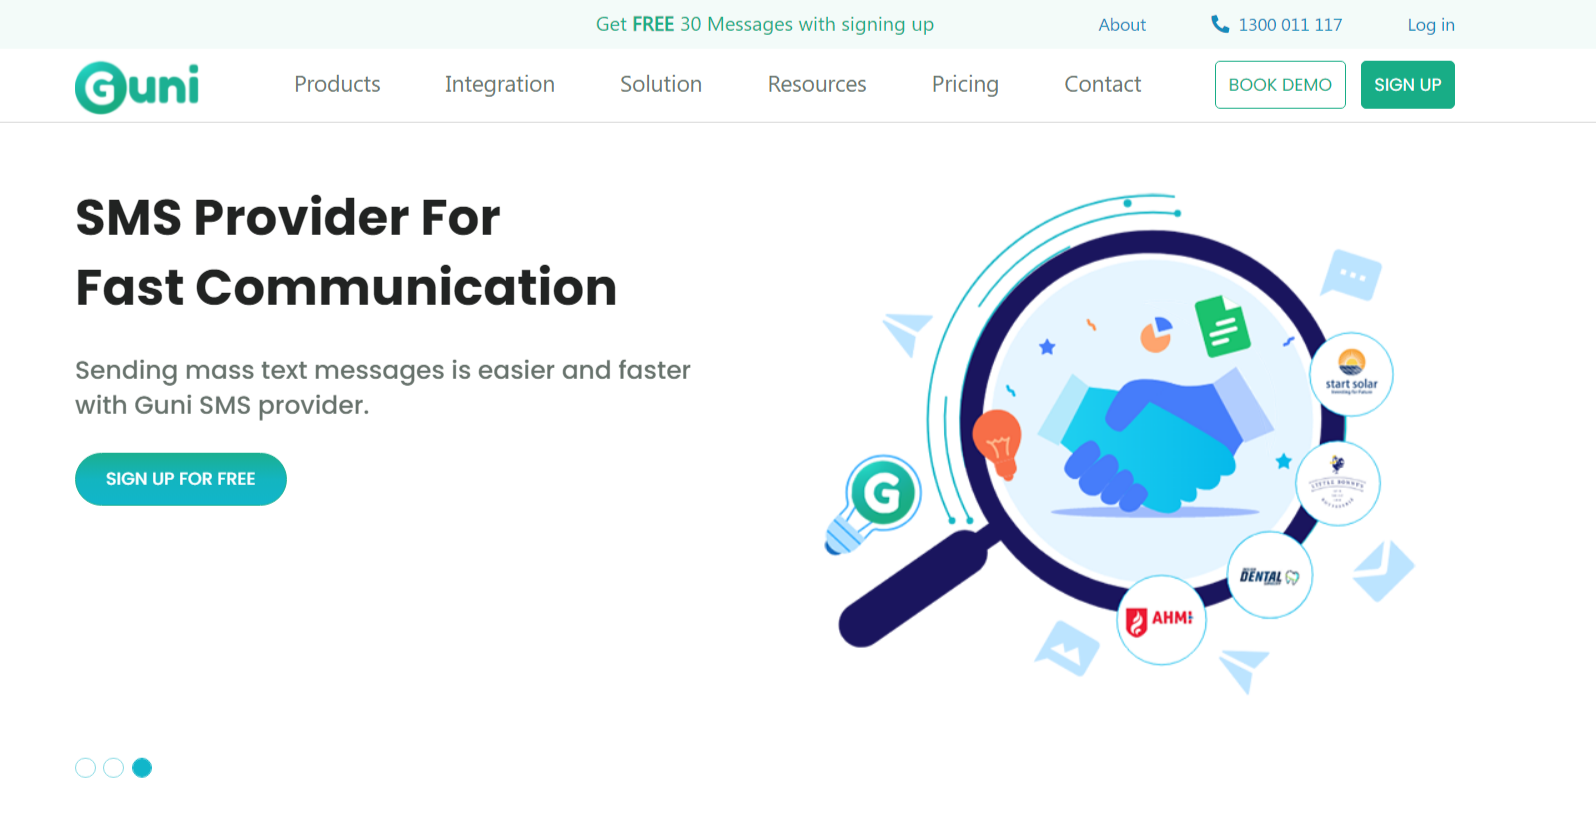 Get FREE 30 Messages with signing up
About
1300 011 117
Log in
Guni
Products
Integration
Solution
Resources
Pricing
Contact
BOOK DEMO
SIGN UP
SMS Provider For
Fast Communication
Sending mass text messages is easier and faster
with Guni SMS provider.
SIGN UP FOR FREE
G
start solar
DENTAL
AHMI